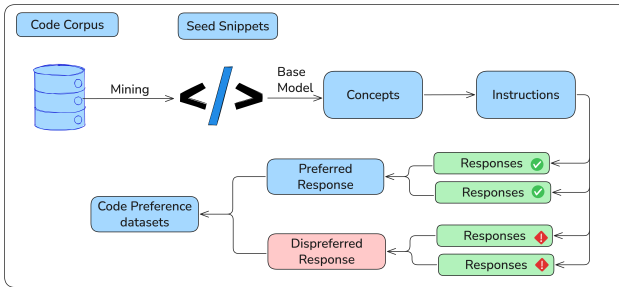 Code Corpus
Seed Snippets
Mining
</>
Base
Model
Concepts
Instructions
Responses
Responses
Preferred
Response
Code Preference
datasets
Dispreferred
Response
Responses
Responses